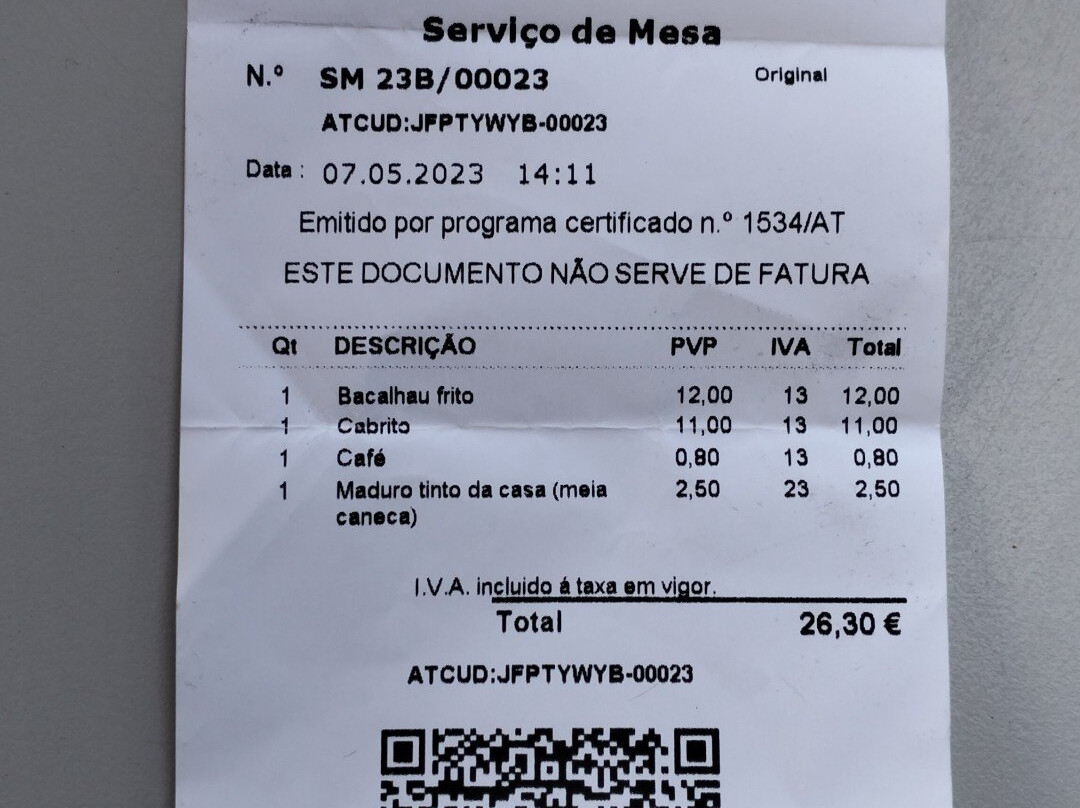 Serviço de Mesa
N.º SM 23B/00023 Original
ATCUD:JFPTYWYB-00023
Data : 07.05.2023 14:11
Emitido por programa certificado n.º 1534/AT
ESTE DOCUMENTO NÃO SERVE DE FATURA
Qt DESCRIÇÃO PVP IVA Total
1 Bacalhau frito 12,00 13 12,00
1 Cabrito 11,00 13 11,00
1 Café 0,80 13 0,80
1 Maduro tinto da casa (meia 2,50 23 2,50
caneca)
I.V.A. incluido á taxa em vigor.
Total 26,30 €
ATCUD:JFPTYWYB-00023